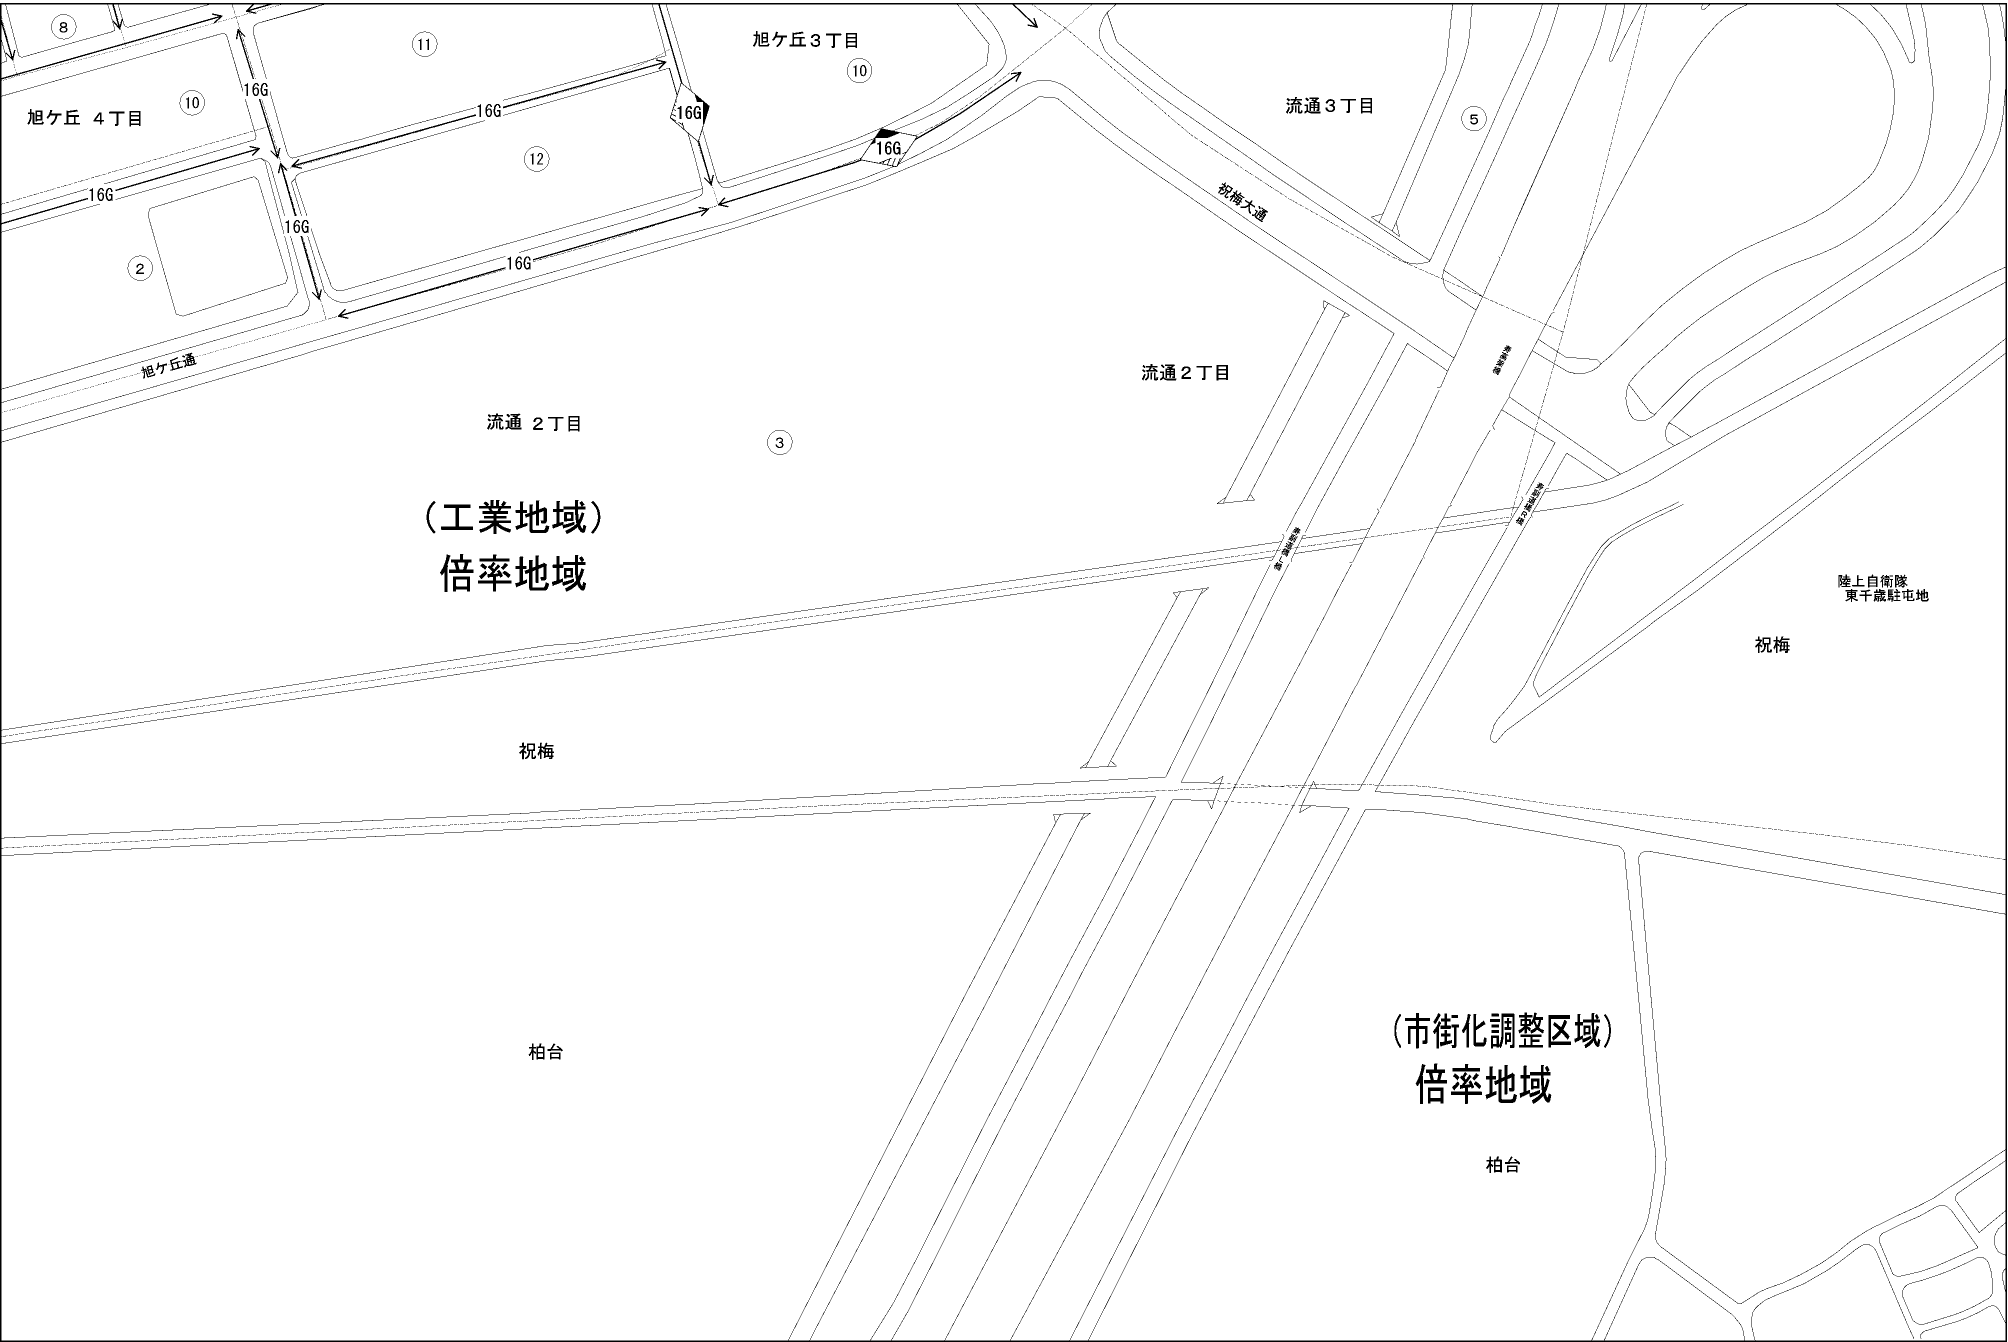 8
11
旭ケ丘３丁目
10
16G
10
旭ケ丘 ４丁目
16G
16G
流通３丁目
5
12
16G
16G
祝梅大通
16G
2
16G
旭ケ丘通
流通２丁目
流通 ２丁目
3
（工業地域）
倍率地域
陸上自衛隊
東千歳駐屯地
祝梅
祝梅
柏台
（市街化調整区域）
倍率地域
柏台